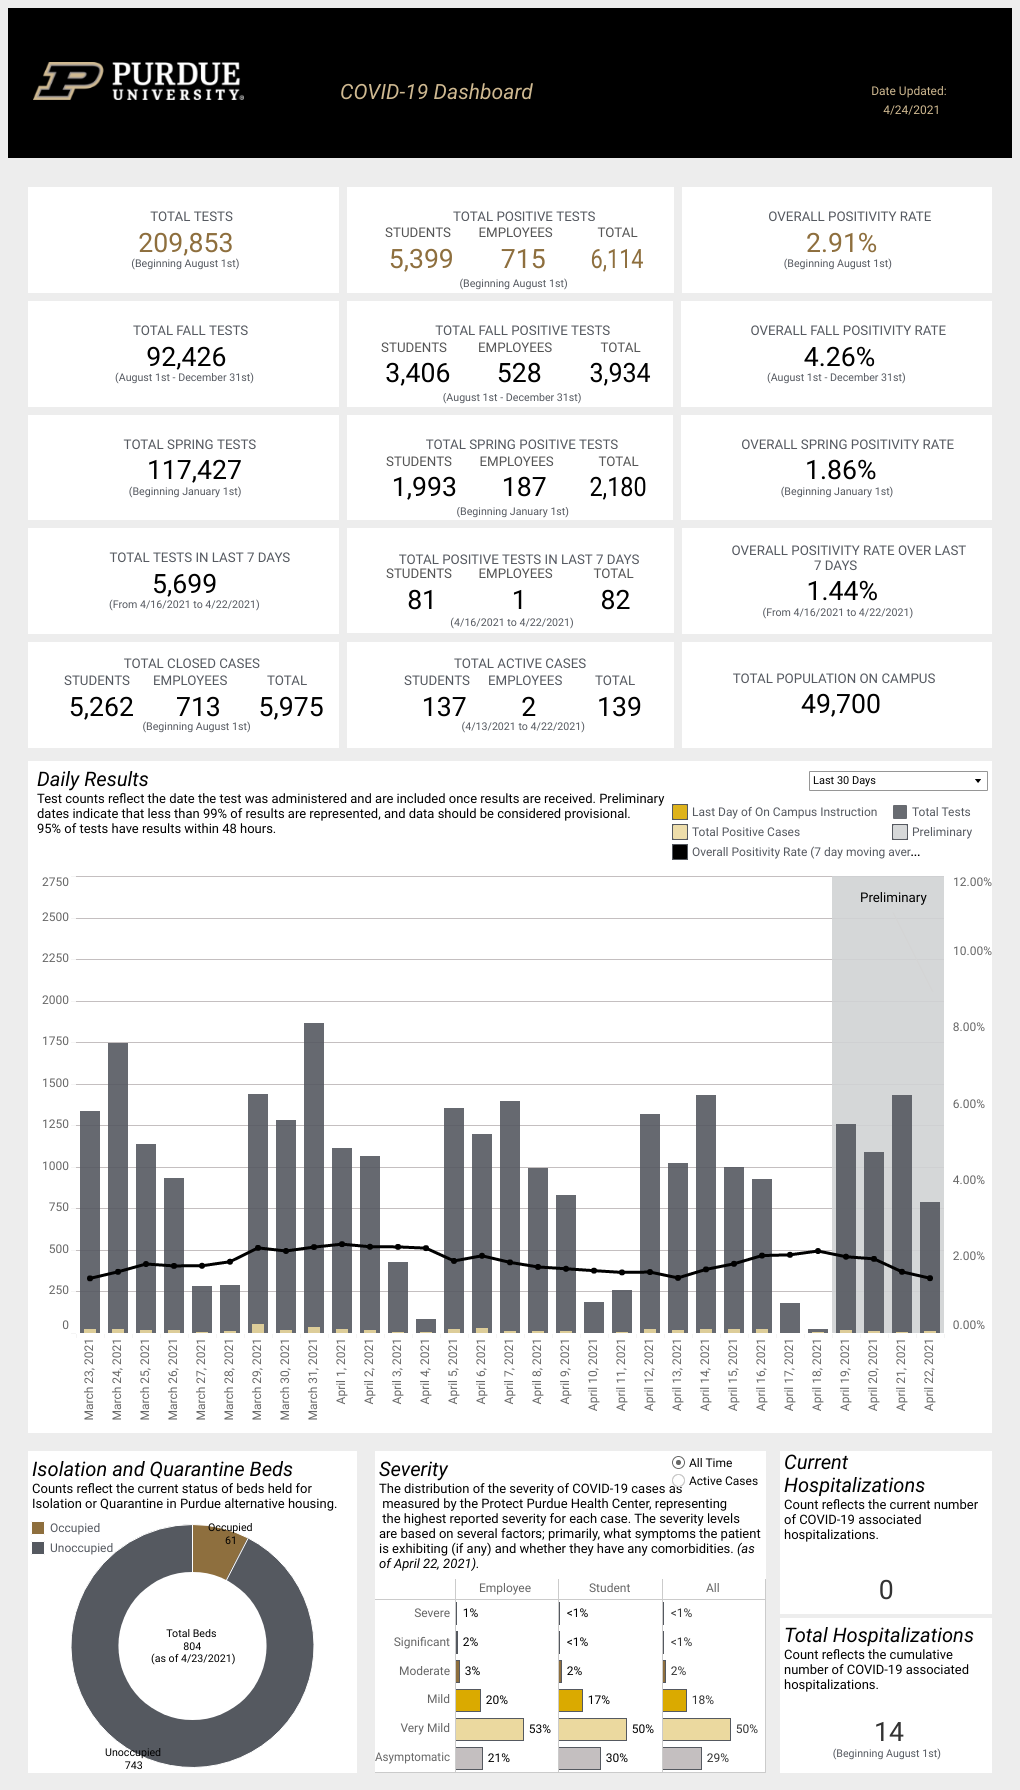 PURDUE
UNIVERSITY®
COVID-19 Dashboard
Date Updated:
4/24/2021
TOTAL TESTS
209,853
(Beginning August 1st)
TOTAL POSITIVE TESTS
STUDENTS EMPLOYEES TOTAL
5,399 715 6,114
(Beginning August 1st)
OVERALL POSITIVITY RATE
2.91%
(Beginning August 1st)
TOTAL FALL TESTS
92,426
(August 1st - December 31st)
TOTAL FALL POSITIVE TESTS
STUDENTS EMPLOYEES TOTAL
3,406 528 3,934
(August 1st - December 31st)
OVERALL FALL POSITIVITY RATE
4.26%
(August 1st - December 31st)
TOTAL SPRING TESTS
117,427
(Beginning January 1st)
TOTAL SPRING POSITIVE TESTS
STUDENTS EMPLOYEES TOTAL
1,993 187 2,180
(Beginning January 1st)
OVERALL SPRING POSITIVITY RATE
1.86%
(Beginning January 1st)
TOTAL TESTS IN LAST 7 DAYS
5,699
(From 4/16/2021 to 4/22/2021)
TOTAL POSITIVE TESTS IN LAST 7 DAYS
STUDENTS EMPLOYEES TOTAL
81 1 82
(4/16/2021 to 4/22/2021)
OVERALL POSITIVITY RATE OVER LAST
7 DAYS
1.44%
(From 4/16/2021 to 4/22/2021)
TOTAL CLOSED CASES
STUDENTS EMPLOYEES TOTAL
5,262 713 5,975
(Beginning August 1st)
TOTAL ACTIVE CASES
STUDENTS EMPLOYEES TOTAL
137 2 139
(4/13/2021 to 4/22/2021)
TOTAL POPULATION ON CAMPUS
49,700
Daily Results
Test counts reflect the date the test was administered and are included once results are received. Preliminary
dates indicate that less than 99% of results are represented, and data should be considered provisional.
95% of tests have results within 48 hours.
Last 30 Days
Last Day of On Campus Instruction
Total Tests
Total Positive Cases
Preliminary
Overall Positivity Rate (7 day moving aver...
2750
2500
2250
2000
1750
1500
1250
1000
750
500
250
0
Preliminary
12.00%
10.00%
8.00%
6.00%
4.00%
2.00%
0.00%
March 23, 2021
March 24, 2021
March 25, 2021
March 26, 2021
March 27, 2021
March 28, 2021
March 29, 2021
March 30, 2021
March 31, 2021
April 1, 2021
April 2, 2021
April 3, 2021
April 4, 2021
April 5, 2021
April 6, 2021
April 7, 2021
April 8, 2021
April 9, 2021
April 10, 2021
April 11, 2021
April 12, 2021
April 13, 2021
April 14, 2021
April 15, 2021
April 16, 2021
April 17, 2021
April 18, 2021
April 19, 2021
April 20, 2021
April 21, 2021
April 22, 2021
Isolation and Quarantine Beds
Counts reflect the current status of beds held for
Isolation or Quarantine in Purdue alternative housing.
Occupied
Unoccupied
Occupied
61
Total Beds
804
(as of 4/23/2021)
Unoccupied
743
Severity
All Time
Active Cases
The distribution of the severity of COVID-19 cases as
measured by the Protect Purdue Health Center, representing
the highest reported severity for each case. The severity levels
are based on several factors; primarily, what symptoms the patient
is exhibiting (if any) and whether they have any comorbidities. (as
of April 22, 2021).
Employee Student All
Severe 1% <1% <1%
Significant 2% <1% <1%
Moderate 3% 2% 2%
Mild 20% 17% 18%
Very Mild 53% 50% 50%
Asymptomatic 21% 30% 29%
Current
Hospitalizations
Count reflects the current number
of COVID-19 associated
hospitalizations.
0
Total Hospitalizations
Count reflects the cumulative
number of COVID-19 associated
hospitalizations.
14
(Beginning August 1st)